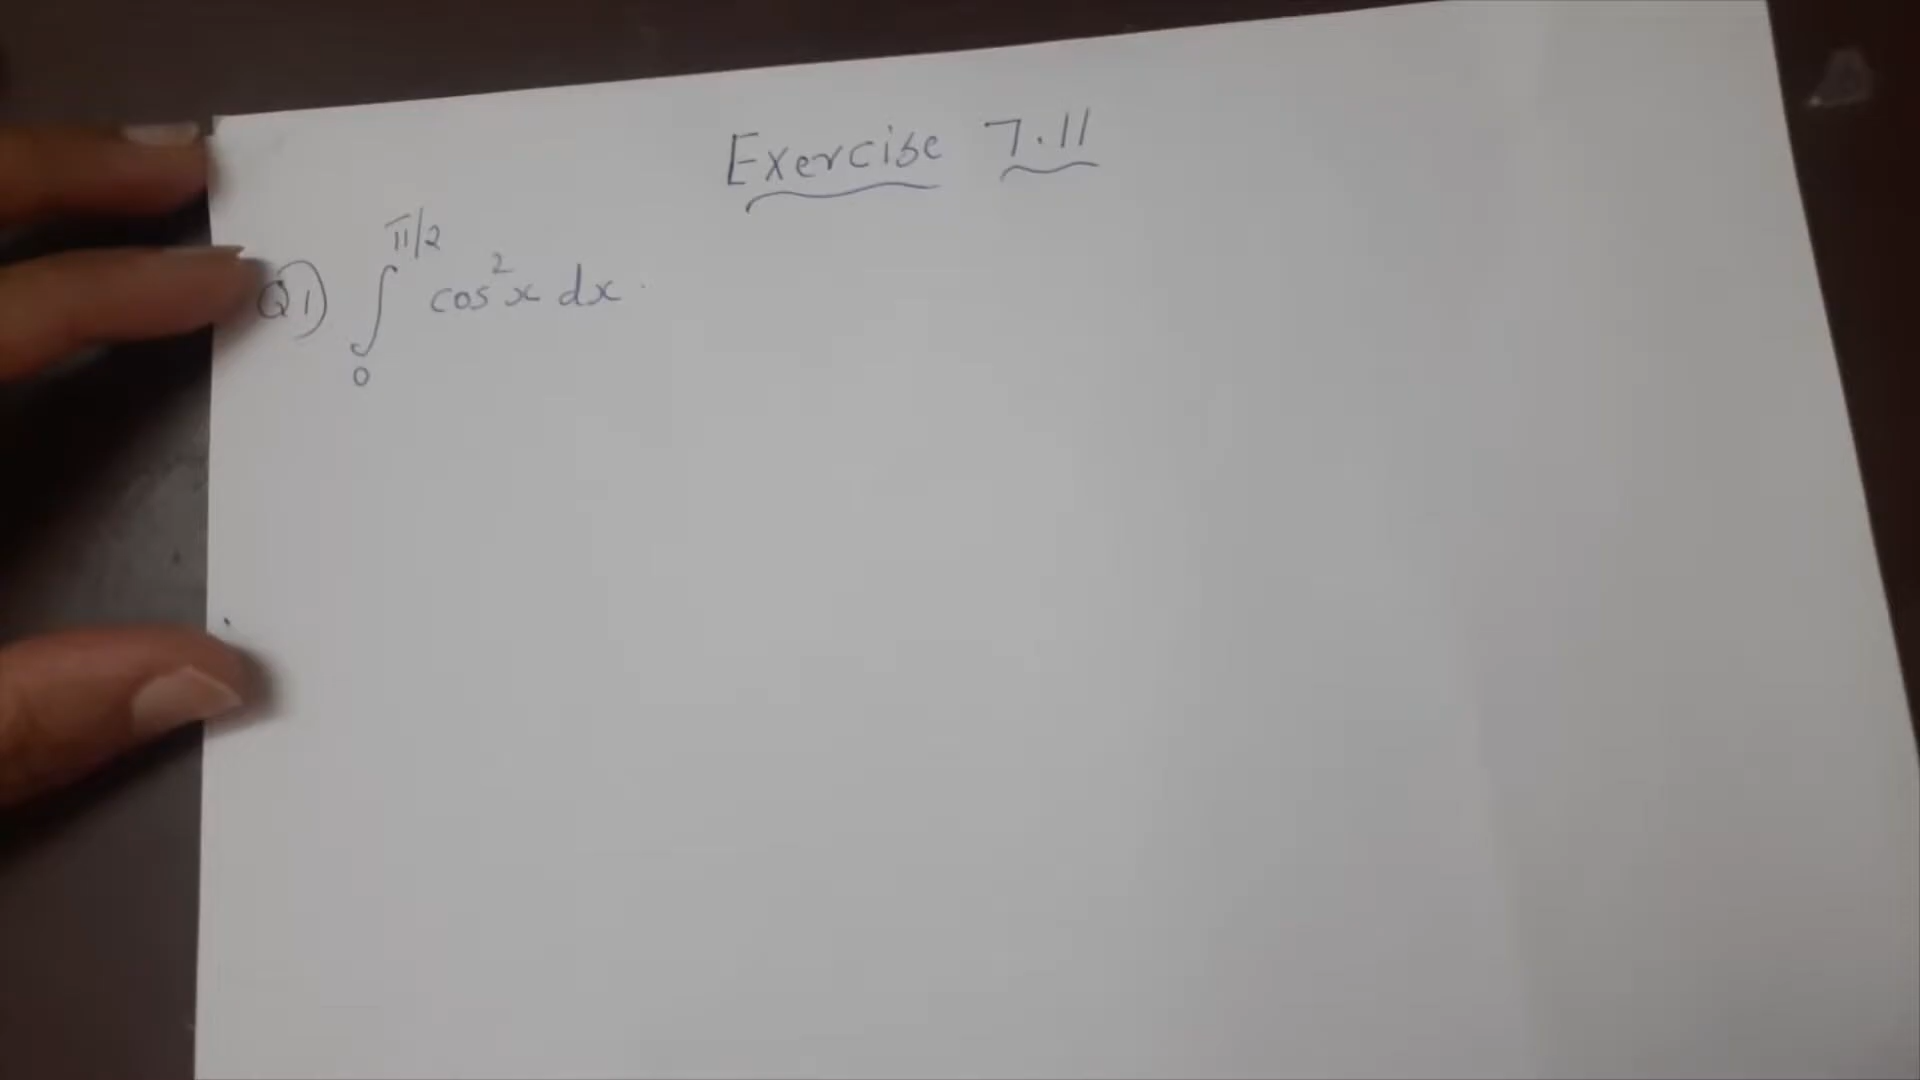 Exercise 7.11
Q1) ∫₀^π/2 cos²x dx.